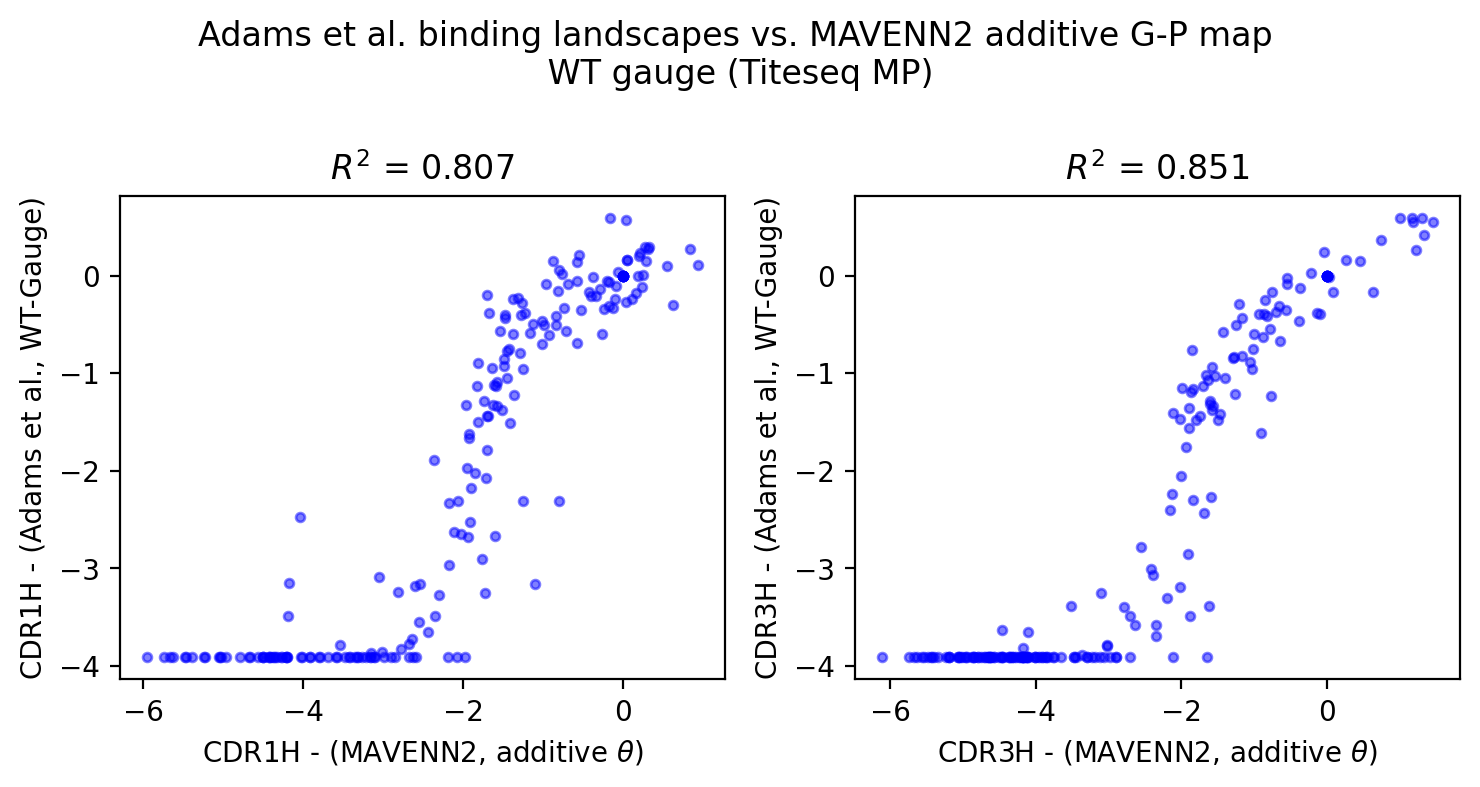 Adams et al. binding landscapes vs. MAVENN2 additive G-P map
WT gauge (Titeseq MP)
R² = 0.807
CDR1H - (Adams et al., WT-Gauge)
0
−1
−2
−3
−4
−6
−4
−2
0
CDR1H - (MAVENN2, additive θ)
R² = 0.851
CDR3H - (Adams et al., WT-Gauge)
0
−1
−2
−3
−4
−6
−4
−2
0
CDR3H - (MAVENN2, additive θ)